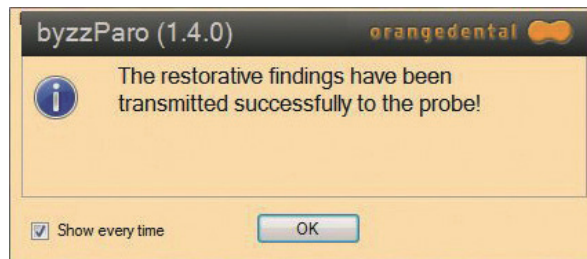 byzzParo (1.4.0)
orangedental
The restorative findings have been
transmitted successfully to the probe!
Show every time
OK